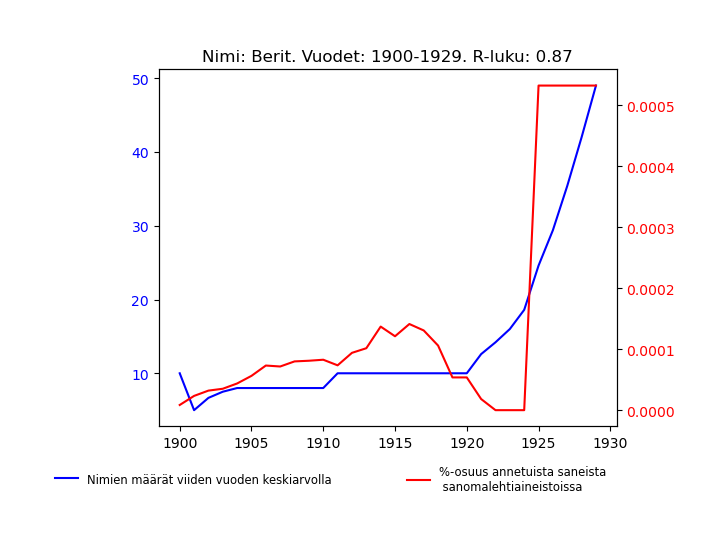 Nimi: Berit. Vuodet: 1900-1929. R-luku: 0.87
50
40
30
20
10
0.0005
0.0004
0.0003
0.0002
0.0001
0.0000
1900 1905 1910 1915 1920 1925 1930
Nimien määrät viiden vuoden keskiarvolla
%-osuus annetuista saneista
sanomalehtiaineistoissa